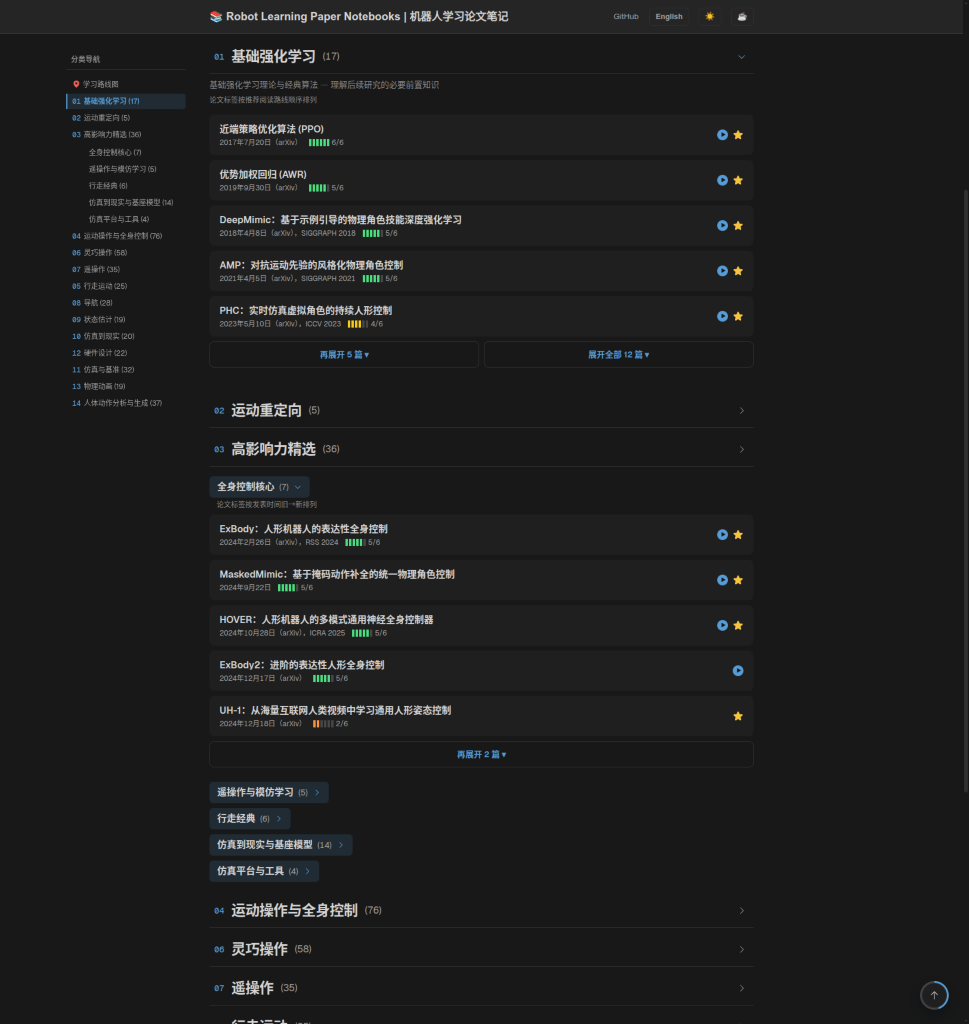 📚 Robot Learning Paper Notebooks | 机器人学习论文笔记
GitHub
English
分类导航
学习路线图
01 基础强化学习 (17)
02 运动重定向 (5)
03 高影响力精选 (36)
全身控制核心 (7)
遥操作与模仿学习 (5)
行走经典 (6)
仿真到现实与基座模型 (14)
仿真平台与工具 (4)
04 运动操作与全身控制 (76)
06 灵巧操作 (58)
07 遥操作 (35)
05 行走运动 (25)
08 导航 (28)
09 状态估计 (19)
10 仿真到现实 (20)
12 硬件设计 (22)
11 仿真与基准 (32)
13 物理动画 (19)
14 人体动作分析与生成 (37)
01 基础强化学习 (17)
基础强化学习理论与经典算法 — 理解后续研究的必要前置知识
论文标签按推荐阅读路线顺序排列
近端策略优化算法 (PPO)
2017年7月20日（arXiv） 6/6
优势加权回归 (AWR)
2019年9月30日（arXiv） 5/6
DeepMimic：基于示例引导的物理角色技能深度强化学习
2018年4月8日（arXiv），SIGGRAPH 2018 5/6
AMP：对抗运动先验的风格化物理角色控制
2021年4月5日（arXiv），SIGGRAPH 2021 5/6
PHC：实时仿真虚拟角色的持续人形控制
2023年5月10日（arXiv），ICCV 2023 4/6
再展开 5 篇 ▾
展开全部 12 篇 ▾
02 运动重定向 (5)
03 高影响力精选 (36)
全身控制核心 (7)
论文标签按发表时间旧→新排列
ExBody：人形机器人的表达性全身控制
2024年2月26日（arXiv），RSS 2024 5/6
MaskedMimic：基于掩码动作补全的统一物理角色控制
2024年9月22日 5/6
HOVER：人形机器人的多模式通用神经全身控制器
2024年10月28日（arXiv），ICRA 2025 5/6
ExBody2：进阶的表达性人形全身控制
2024年12月17日（arXiv） 5/6
UH-1：从海量互联网人类视频中学习通用人形姿态控制
2024年12月18日（arXiv） 2/6
再展开 2 篇 ▾
遥操作与模仿学习 (5)
行走经典 (6)
仿真到现实与基座模型 (14)
仿真平台与工具 (4)
04 运动操作与全身控制 (76)
06 灵巧操作 (58)
07 遥操作 (35)